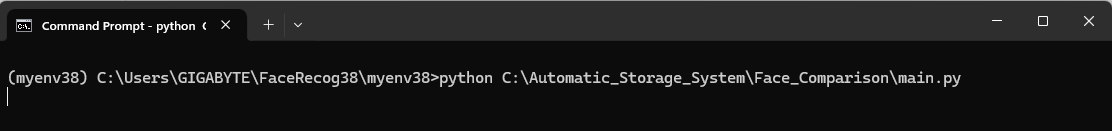 Command Prompt - python C
(myenv38) C:\Users\GIGABYTE\FaceRecog38\myenv38>python C:\Automatic_Storage_System\Face_Comparison\main.py